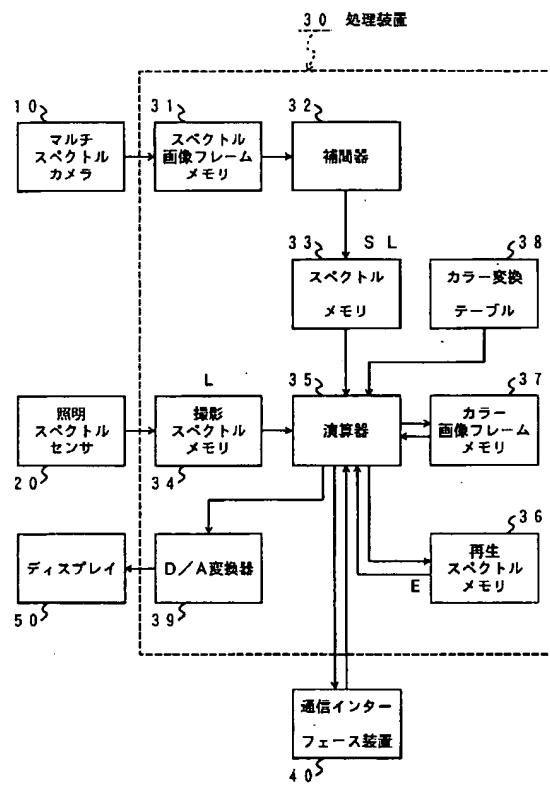 30 処理装置
10
マルチ
スペクトル
カメラ
31
スペクトル
画像フレーム
メモリ
32
補間器
33
S L
スペクトル
メモリ
38
カラー変換
テーブル
照明
スペクトル
センサ
20
L
撮影
スペクトル
メモリ
34
35
演算器
37
カラー
画像フレーム
メモリ
36
再生
スペクトル
メモリ
E
ディスプレイ
50
D/A変換器
39
通信インター
フェース装置
40